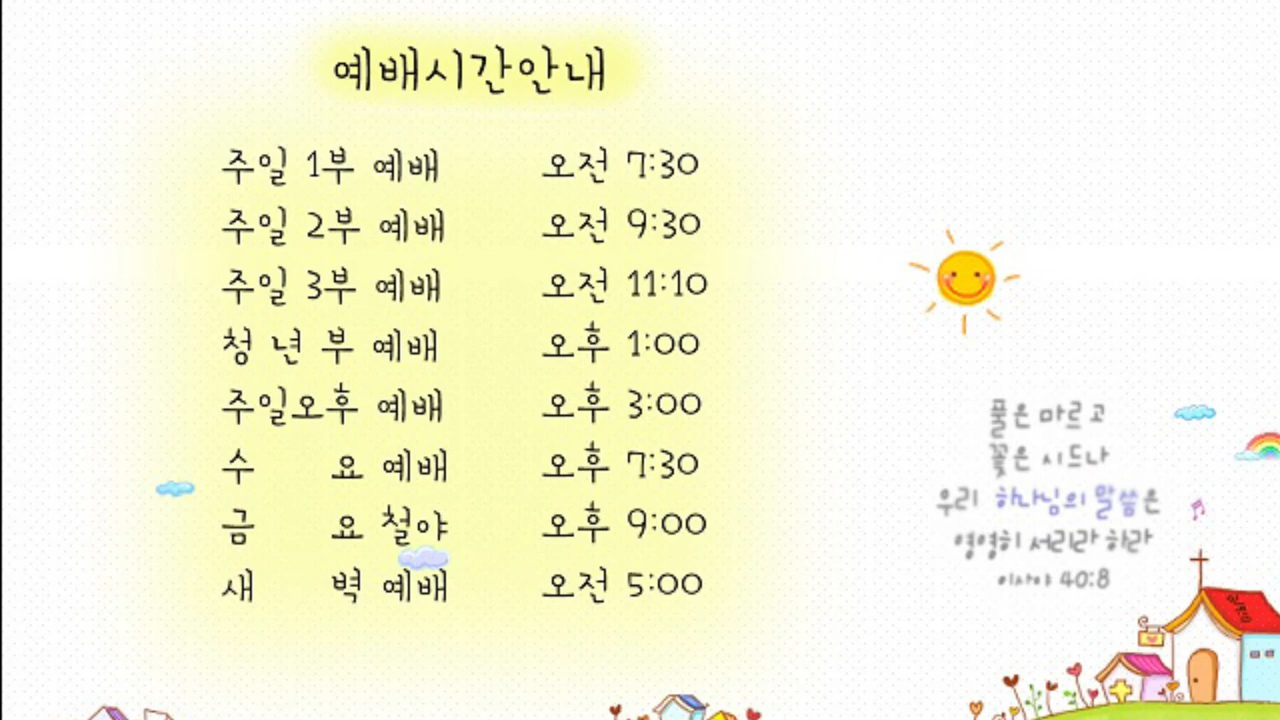 예배시간안내
주일 1부 예배 오전 7:30
주일 2부 예배 오전 9:30
주일 3부 예배 오전 11:10
청 년 부 예배 오후 1:00
주일오후 예배 오후 3:00
수 요 예배 오후 7:30
금 요 철야 오후 9:00
새 벽 예배 오전 5:00
풀은 마르고
꽃은 시드나
우리 하나님의 말씀은
영영히 서리라 하라
이사야 40:8